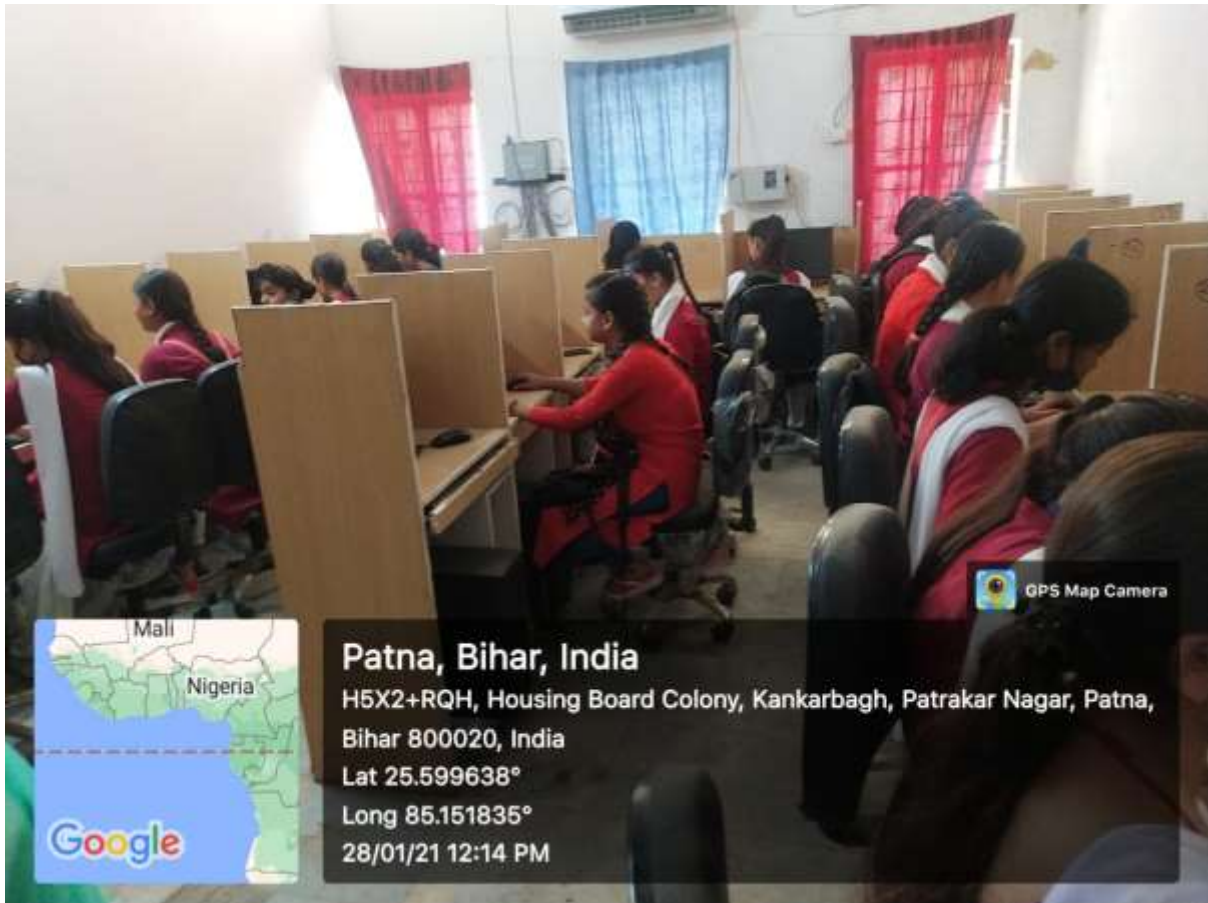 GPS Map Camera
Mali
Nigeria
Google
Patna, Bihar, India
H5X2+RQH, Housing Board Colony, Kankarbagh, Patrakar Nagar, Patna,
Bihar 800020, India
Lat 25.599638°
Long 85.151835°
28/01/21 12:14 PM